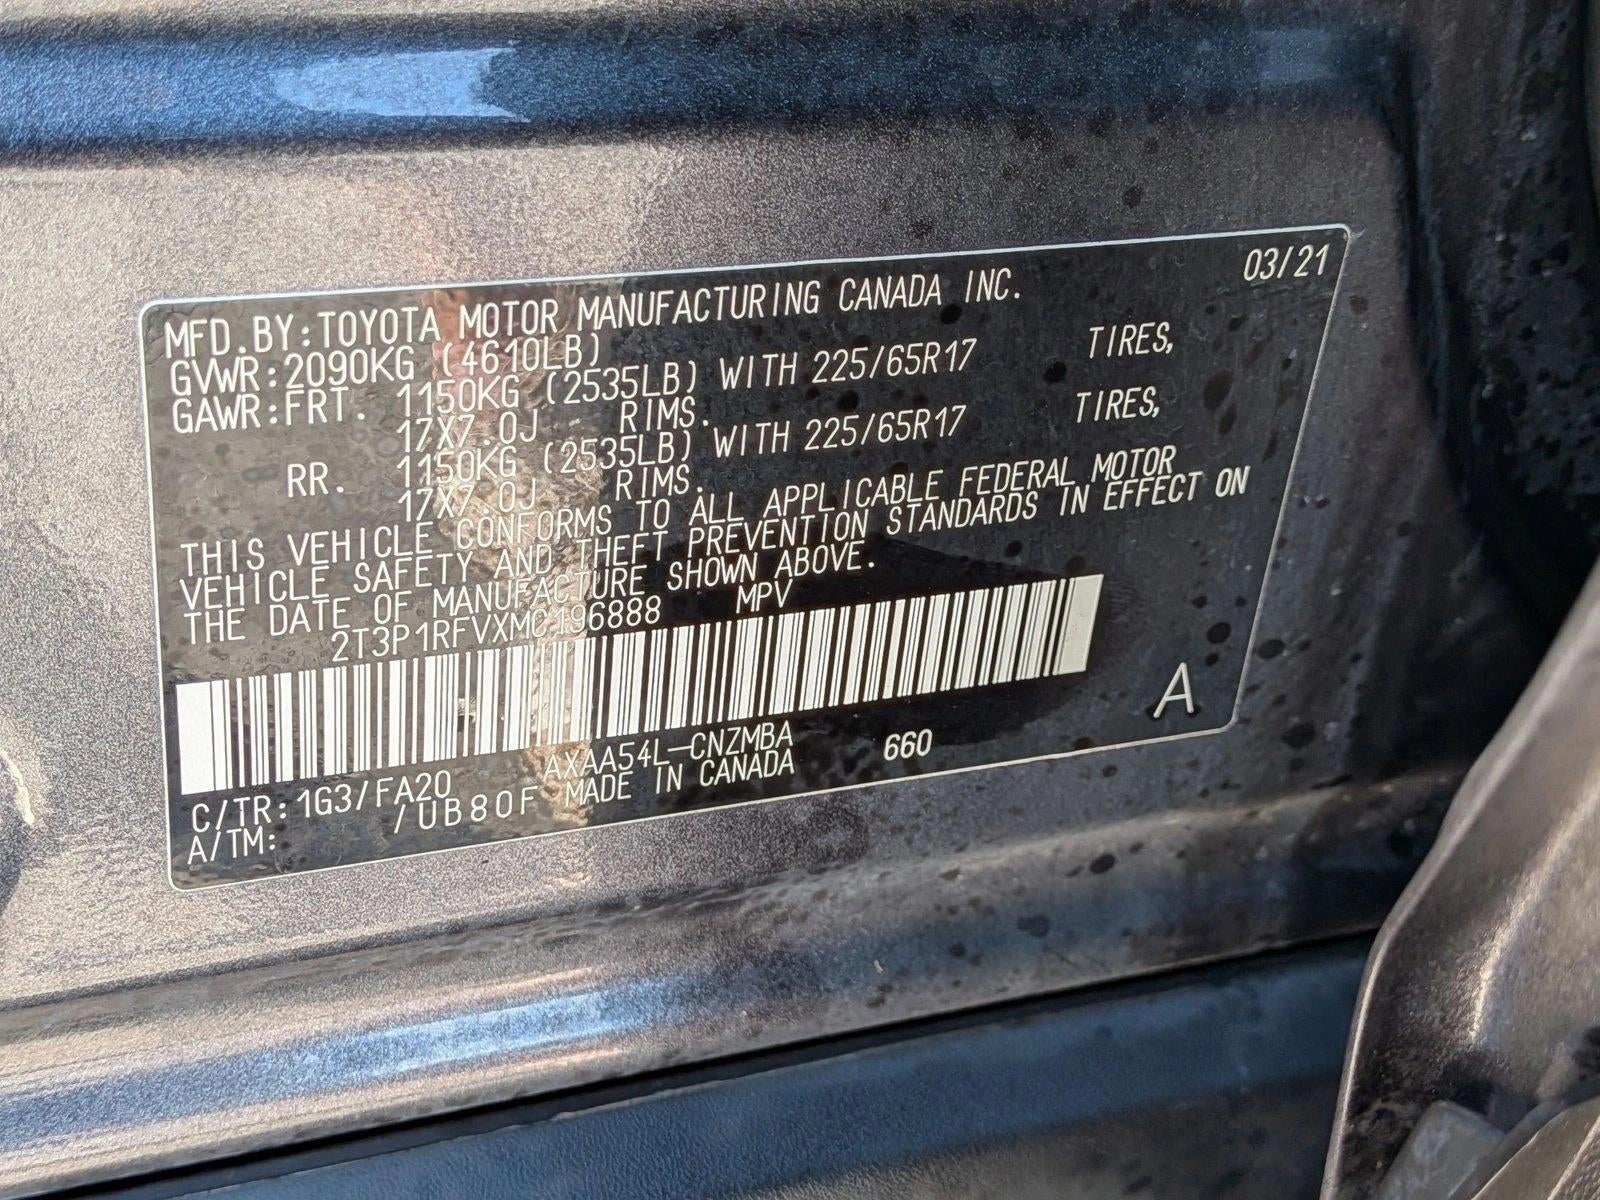 03/21
MFD.BY:TOYOTA MOTOR MANUFACTURING CANADA INC.
GVWR:2090KG (4610LB)
GAWR:FRT. 1150KG (2535LB) WITH 225/65R17 TIRES,
17X7.0J RIMS.
RR. 1150KG (2535LB) WITH 225/65R17 TIRES,
17X7.0J RIMS.
THIS VEHICLE CONFORMS TO ALL APPLICABLE FEDERAL MOTOR
VEHICLE SAFETY AND THEFT PREVENTION STANDARDS IN EFFECT ON
THE DATE OF MANUFACTURE SHOWN ABOVE.
2T3P1RFVXMC196888 MPV
A
C/TR:1G3/FA20 AXAA54L-CNZMBA 660
A/TM: /UB80F MADE IN CANADA